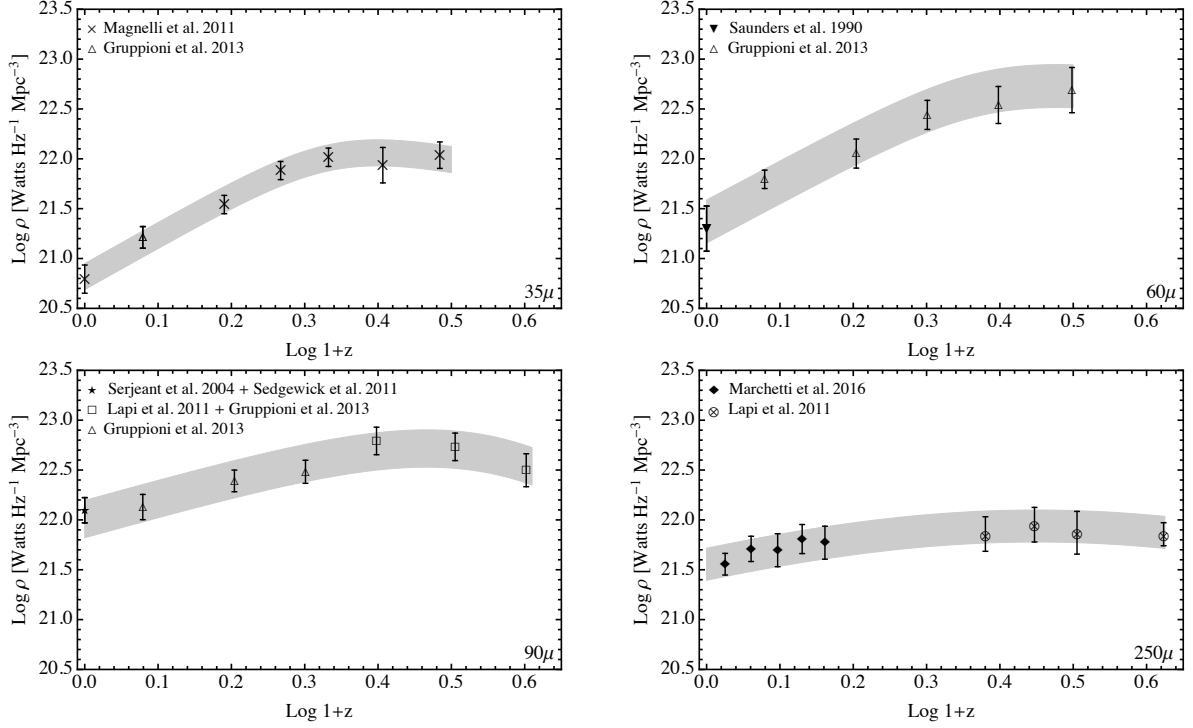 23.5
23.0
22.5
22.0
21.5
21.0
20.5
Log ρ [Watts Hz⁻¹ Mpc⁻³]
× Magnelli et al. 2011
△ Gruppioni et al. 2013
35μ
0.0 0.1 0.2 0.3 0.4 0.5 0.6
Log 1+z
23.5
23.0
22.5
22.0
21.5
21.0
20.5
Log ρ [Watts Hz⁻¹ Mpc⁻³]
▼ Saunders et al. 1990
△ Gruppioni et al. 2013
60μ
0.0 0.1 0.2 0.3 0.4 0.5 0.6
Log 1+z
23.5
23.0
22.5
22.0
21.5
21.0
20.5
Log ρ [Watts Hz⁻¹ Mpc⁻³]
★ Serjeant et al. 2004 + Sedgewick et al. 2011
□ Lapi et al. 2011 + Gruppioni et al. 2013
△ Gruppioni et al. 2013
90μ
0.0 0.1 0.2 0.3 0.4 0.5 0.6
Log 1+z
23.5
23.0
22.5
22.0
21.5
21.0
20.5
Log ρ [Watts Hz⁻¹ Mpc⁻³]
◆ Marchetti et al. 2016
⊗ Lapi et al. 2011
250μ
0.0 0.1 0.2 0.3 0.4 0.5 0.6
Log 1+z